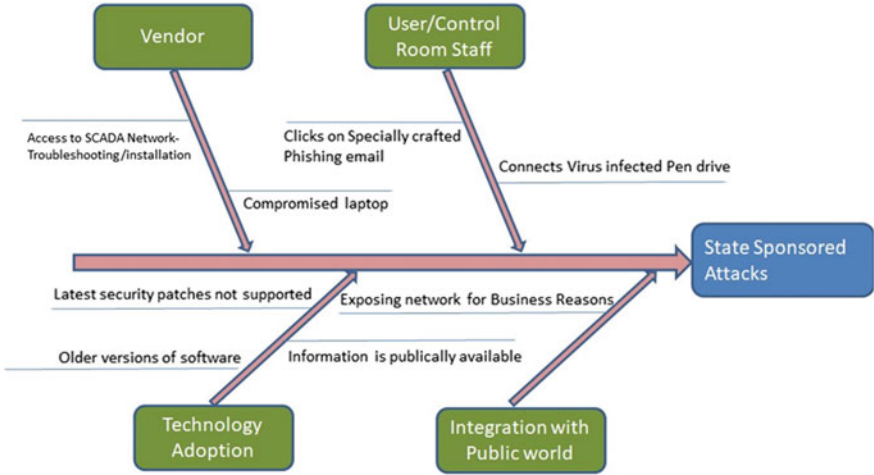 Vendor
User/Control
Room Staff
Access to SCADA Network-
Troubleshooting/installation
Clicks on Specially crafted
Phishing email
Connects Virus infected Pen drive
Compromised laptop
State Sponsored
Attacks
Latest security patches not supported
Exposing network for Business Reasons
Older versions of software
Information is publically available
Technology
Adoption
Integration with
Public world